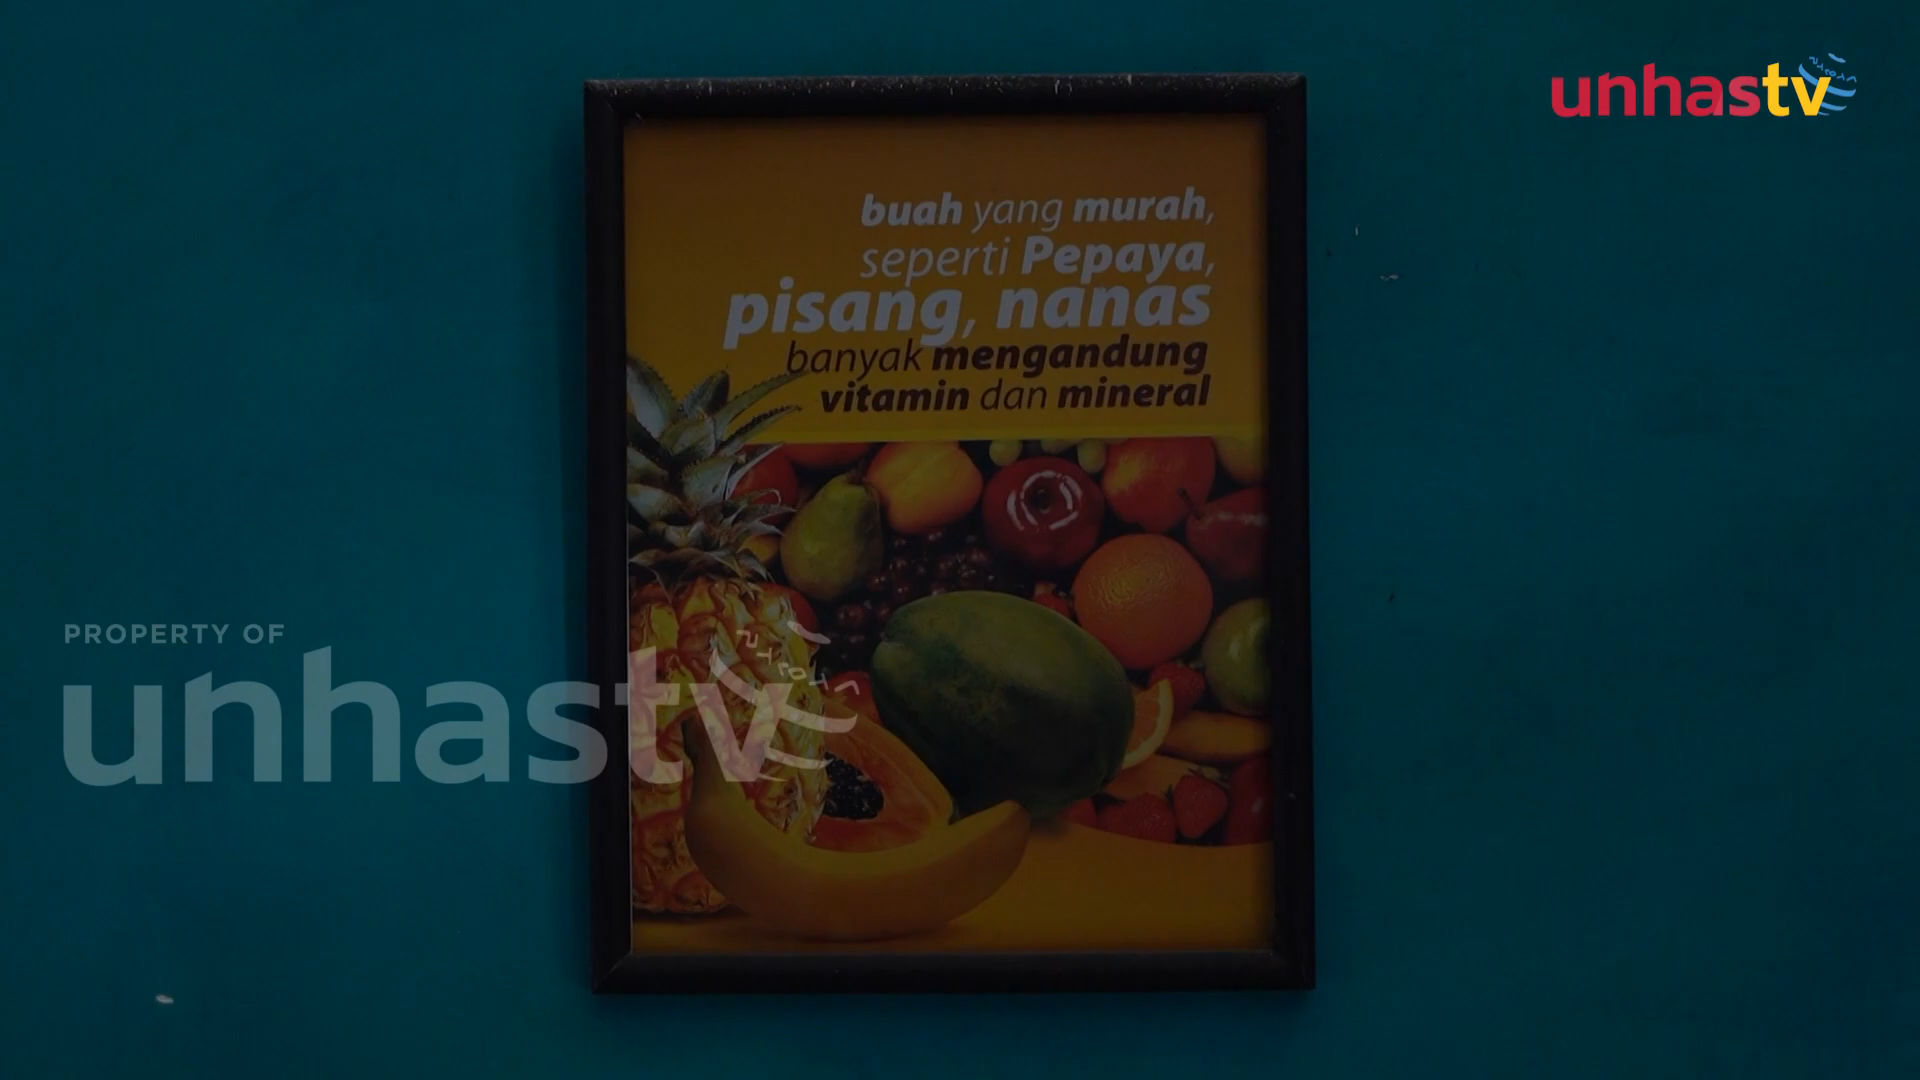 unhastv
buah yang murah,
seperti Pepaya,
pisang, nanas
banyak mengandung
vitamin dan mineral
PROPERTY OF
unhastv